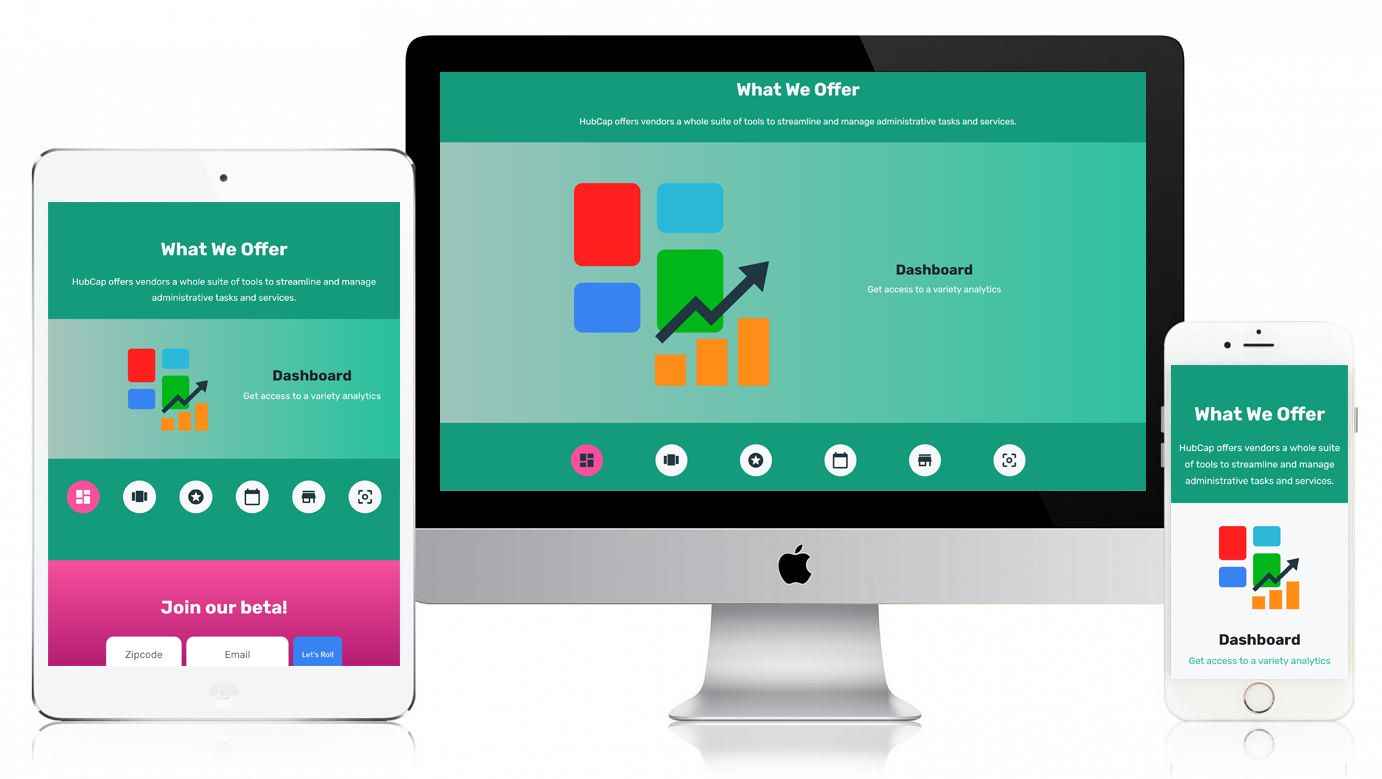 What We Offer
HubCap offers vendors a whole suite of tools to streamline and manage
administrative tasks and services.
Dashboard
Get access to a variety analytics
Join our beta!
Zipcode Email Let's Roll
What We Offer
HubCap offers vendors a whole suite of tools to streamline and manage administrative tasks and services.
Dashboard
Get access to a variety analytics
What We Offer
HubCap offers vendors a whole suite
of tools to streamline and manage
administrative tasks and services.
Dashboard
Get access to a variety analytics